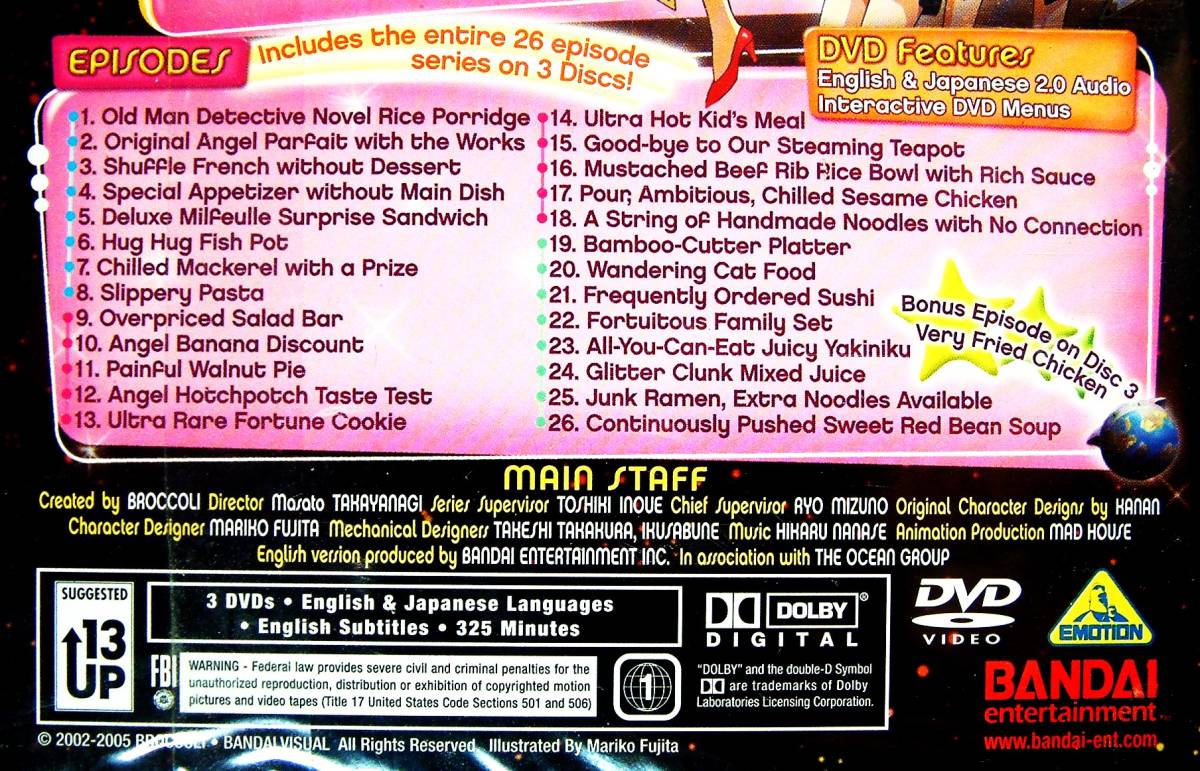 EPISODES
Includes the entire 26 episode
series on 3 Discs!
DVD Features
English & Japanese 2.0 Audio
Interactive DVD Menus
1. Old Man Detective Novel Rice Porridge
2. Original Angel Parfait with the Works
3. Shuffle French without Dessert
4. Special Appetizer without Main Dish
5. Deluxe Milfeulle Surprise Sandwich
6. Hug Hug Fish Pot
7. Chilled Mackerel with a Prize
8. Slippery Pasta
9. Overpriced Salad Bar
10. Angel Banana Discount
11. Painful Walnut Pie
12. Angel Hotchpotch Taste Test
13. Ultra Rare Fortune Cookie
14. Ultra Hot Kid's Meal
15. Good-bye to Our Steaming Teapot
16. Mustached Beef Rib Rice Bowl with Rich Sauce
17. Pour, Ambitious, Chilled Sesame Chicken
18. A String of Handmade Noodles with No Connection
19. Bamboo-Cutter Platter
20. Wandering Cat Food
21. Frequently Ordered Sushi
22. Fortuitous Family Set
23. All-You-Can-Eat Juicy Yakiniku
24. Glitter Clunk Mixed Juice
25. Junk Ramen, Extra Noodles Available
26. Continuously Pushed Sweet Red Bean Soup
Bonus Episode on Disc 3
Very Fried Chicken
MAIN STAFF
Created by BROCCOLI Director Masato TAKAYANAGI Series Supervisor TOSHIKI INOUE Chief Supervisor AYO MIZUNO Original Character Designs by KANAN
Character Designer MARIKO FUJITA Mechanical Designers TAKESHI TAKAKURA, IKUSABUNE Music HIKARU NANASE Animation Production MAD HOUSE
English version produced by BANDAI ENTERTAINMENT INC. In association with THE OCEAN GROUP
SUGGESTED
13
UP
3 DVDs • English & Japanese Languages
• English Subtitles • 325 Minutes
FBI
WARNING - Federal law provides severe civil and criminal penalties for the
unauthorized reproduction, distribution or exhibition of copyrighted motion
pictures and video tapes (Title 17 United States Code Sections 501 and 506)
1
DOLBY®
DIGITAL
"DOLBY" and the double-D Symbol
are trademarks of Dolby
Laboratories Licensing Corporation.
DVD
VIDEO
EMOTION
BANDAI
entertainment
www.bandai-ent.com
© 2002-2005 BROCCOLI • BANDAI VISUAL All Rights Reserved. Illustrated By Mariko Fujita